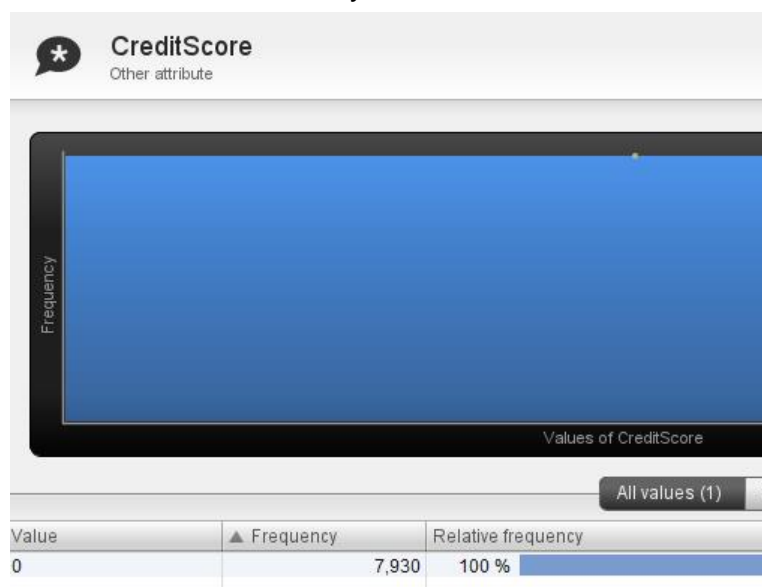 CreditScore
Other attribute
Frequency
Values of CreditScore
All values (1)
Value Frequency Relative frequency
0 7,930 100 %